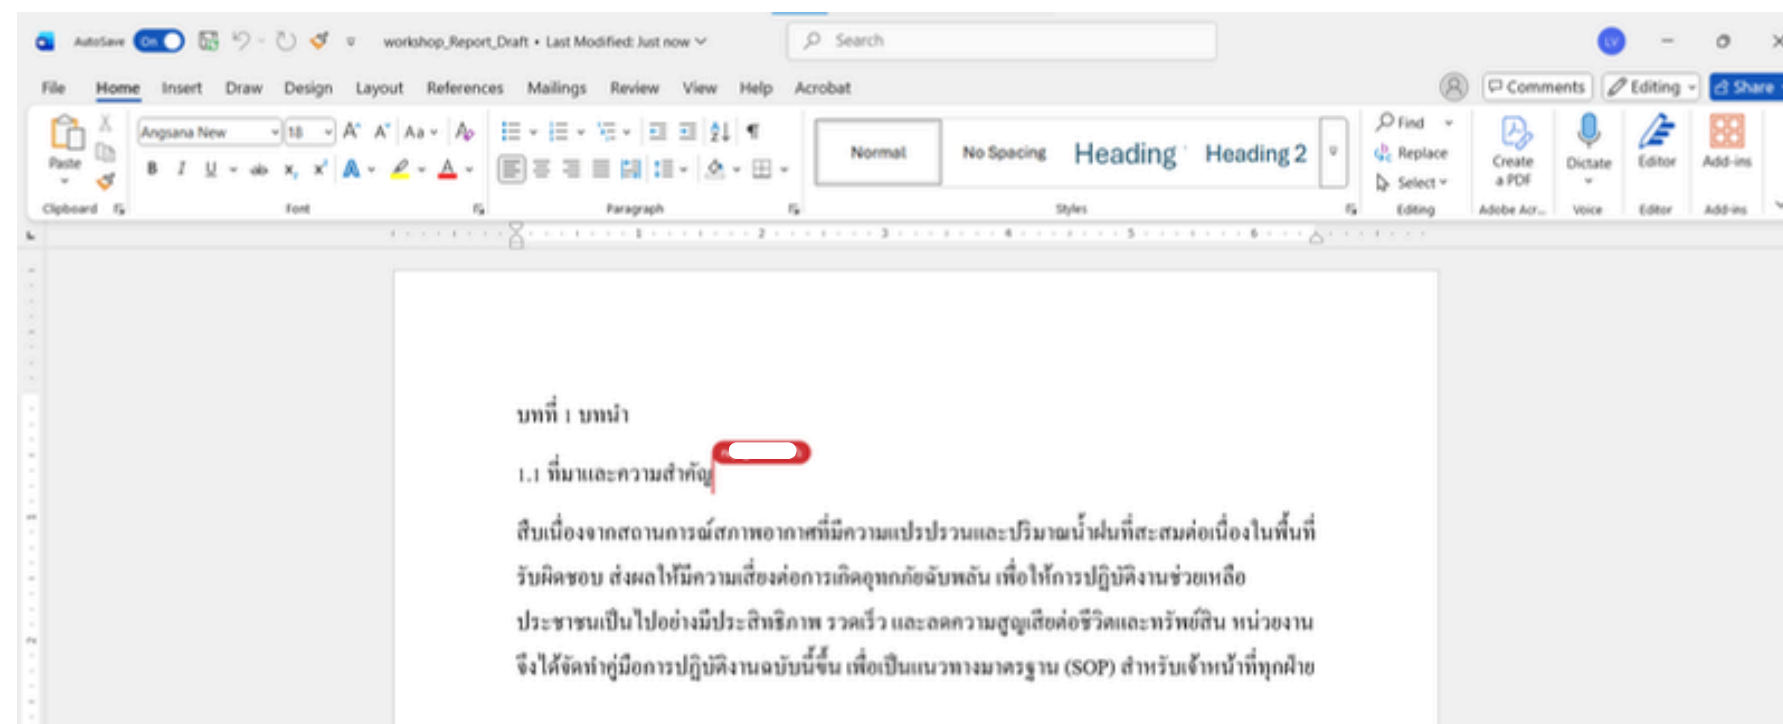 AutoSave On workshop_Report_Draft • Last Modified: Just now Search LV
File Home Insert Draw Design Layout References Mailings Review View Help Acrobat Comments Editing Share
Paste Angsana New 18 Aa Normal No Spacing Heading Heading 2 Find Replace Select Create a PDF Dictate Editor Add-ins
Clipboard Font Paragraph Styles Editing Adobe Acr... Voice Editor Add-ins
1 2 3 4 5 6
บทที่ 1 บทนำ
1.1 ที่มาและความสำคัญ
สืบเนื่องจากสถานการณ์สภาพอากาศที่มีความแปรปรวนและปริมาณน้ำฝนที่สะสมต่อเนื่องในพื้นที่
รับผิดชอบ ส่งผลให้มีความเสี่ยงต่อการเกิดอุทกภัยฉับพลัน เพื่อให้การปฏิบัติงานช่วยเหลือ
ประชาชนเป็นไปอย่างมีประสิทธิภาพ รวดเร็ว และลดความสูญเสียต่อชีวิตและทรัพย์สิน หน่วยงาน
จึงได้จัดทำคู่มือการปฏิบัติงานฉบับนี้ขึ้น เพื่อเป็นแนวทางมาตรฐาน (SOP) สำหรับเจ้าหน้าที่ทุกฝ่าย